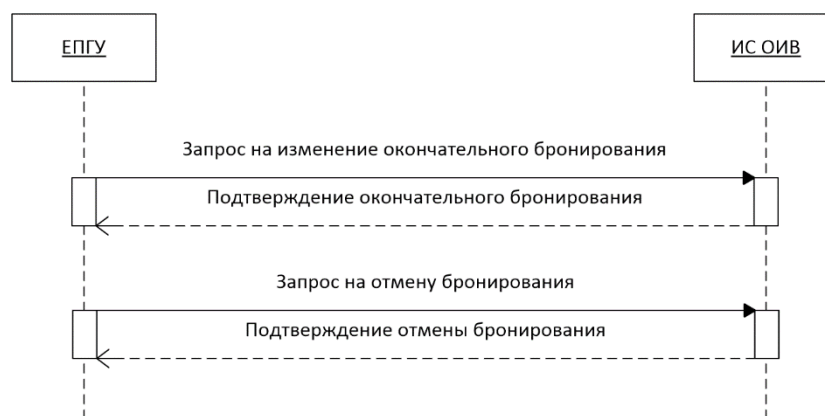 ЕПГУ
ИС ОИВ
Запрос на изменение окончательного бронирования
Подтверждение окончательного бронирования
Запрос на отмену бронирования
Подтверждение отмены бронирования